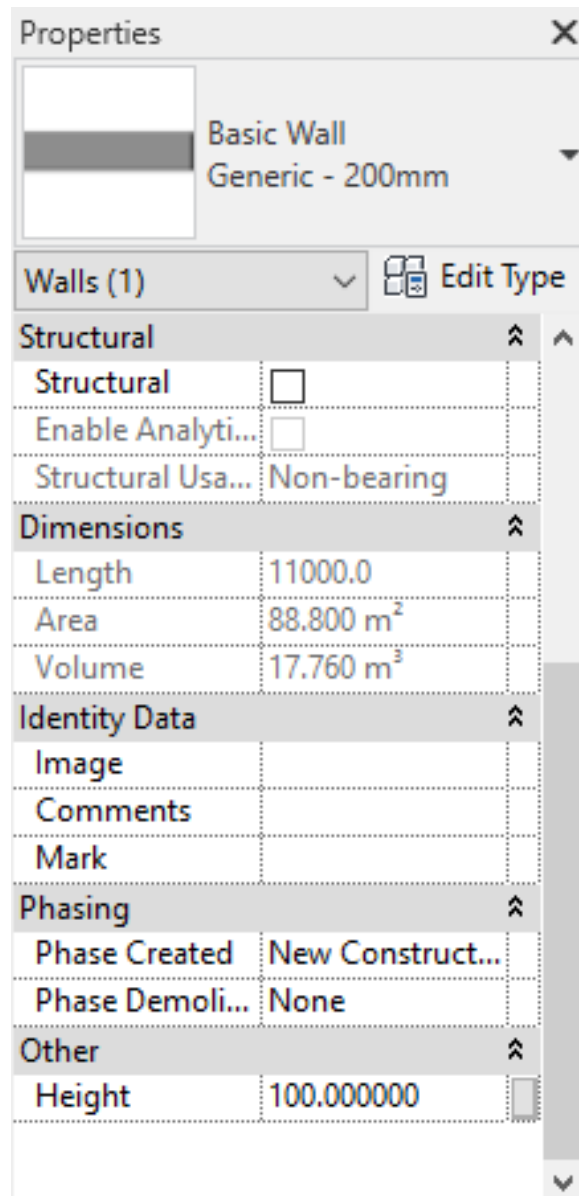 Properties
Basic Wall
Generic - 200mm
Walls (1)
Edit Type
Structural
Structural
Enable Analyti...
Structural Usa... Non-bearing
Dimensions
Length 11000.0
Area 88.800 m²
Volume 17.760 m³
Identity Data
Image
Comments
Mark
Phasing
Phase Created New Construct...
Phase Demoli... None
Other
Height 100.000000